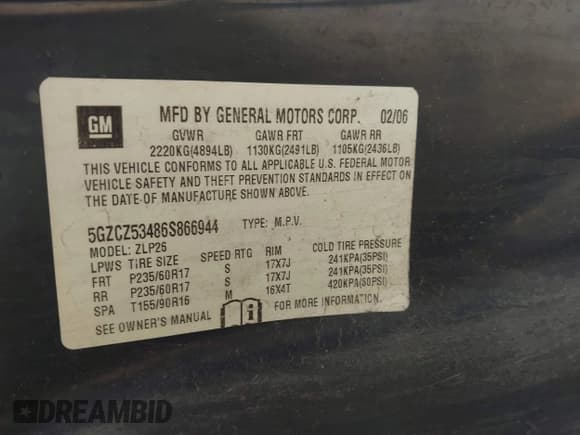 GM
MFD BY GENERAL MOTORS CORP. 02/06
GVWR GAWR FRT GAWR RR
2220KG(4894LB) 1130KG(2491LB) 1105KG(2436LB)
THIS VEHICLE CONFORMS TO ALL APPLICABLE U.S. FEDERAL MOTOR
VEHICLE SAFETY AND THEFT PREVENTION STANDARDS IN EFFECT ON
THE DATE OF MANUFACTURE SHOWN ABOVE.
5GZCZ53486S866944 TYPE: M.P.V.
MODEL: ZLP26
LPWS TIRE SIZE SPEED RTG RIM COLD TIRE PRESSURE
FRT P235/60R17 S 17X7J 241KPA(35PSI)
RR P235/60R17 S 17X7J 241KPA(35PSI)
SPA T155/90R16 M 16X4T 420KPA(60PSI)
SEE OWNER'S MANUAL FOR MORE INFORMATION.
DREAMBID